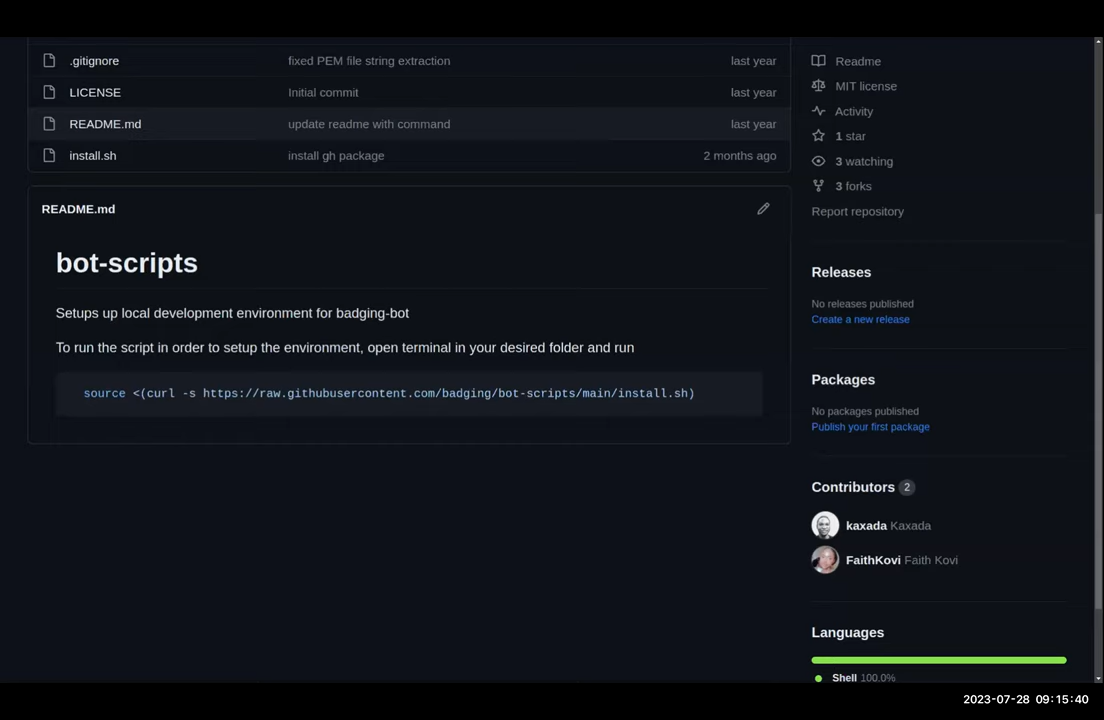 .gitignore fixed PEM file string extraction last year
LICENSE Initial commit last year
README.md update readme with command last year
install.sh install gh package 2 months ago
README.md
bot-scripts
Setups up local development environment for badging-bot
To run the script in order to setup the environment, open terminal in your desired folder and run
source <(curl -s https://raw.githubusercontent.com/badging/bot-scripts/main/install.sh)
Readme
MIT license
Activity
1 star
3 watching
3 forks
Report repository
Releases
No releases published
Create a new release
Packages
No packages published
Publish your first package
Contributors 2
kaxada Kaxada
FaithKovi Faith Kovi
Languages
Shell 100.0%
2023-07-28 09:15:40